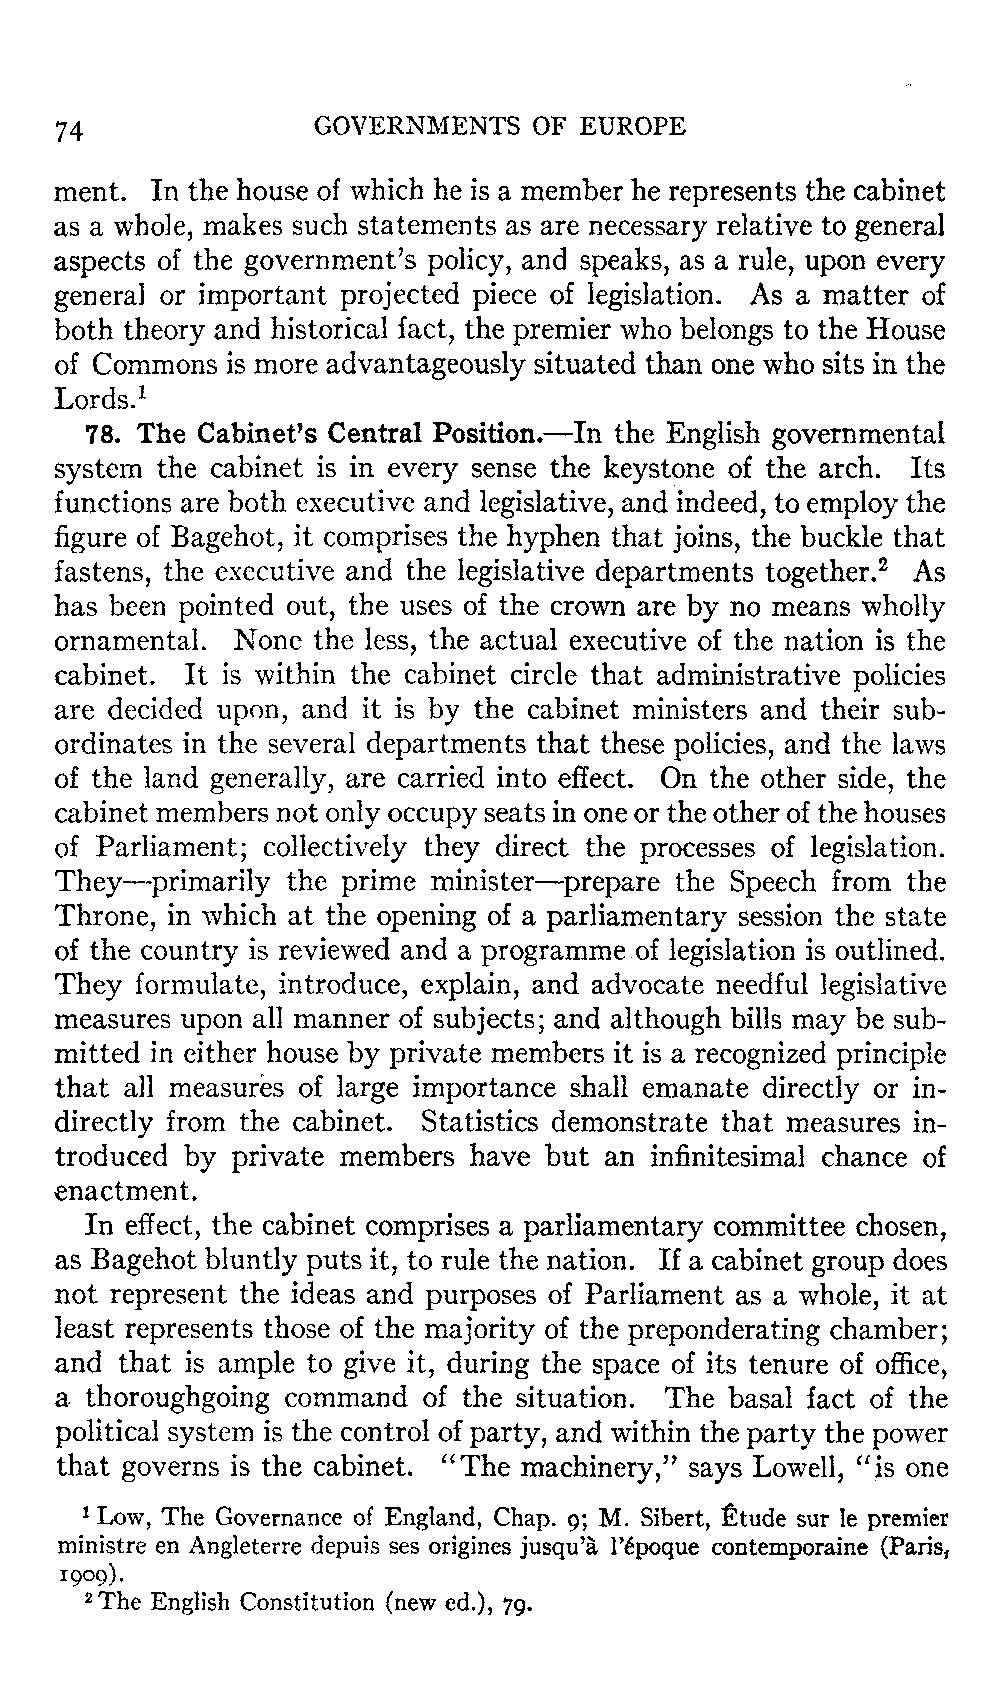 74 GOVERNMENTS OF EUROPE
ment. In the house of which he is a member he represents the cabinet
as a whole, makes such statements as are necessary relative to general
aspects of the government's policy, and speaks, as a rule, upon every
general or important projected piece of legislation. As a matter of
both theory and historical fact, the premier who belongs to the House
of Commons is more advantageously situated than one who sits in the
Lords.¹
78. The Cabinet's Central Position.—In the English governmental
system the cabinet is in every sense the keystone of the arch. Its
functions are both executive and legislative, and indeed, to employ the
figure of Bagehot, it comprises the hyphen that joins, the buckle that
fastens, the executive and the legislative departments together.² As
has been pointed out, the uses of the crown are by no means wholly
ornamental. None the less, the actual executive of the nation is the
cabinet. It is within the cabinet circle that administrative policies
are decided upon, and it is by the cabinet ministers and their sub-
ordinates in the several departments that these policies, and the laws
of the land generally, are carried into effect. On the other side, the
cabinet members not only occupy seats in one or the other of the houses
of Parliament; collectively they direct the processes of legislation.
They—primarily the prime minister—prepare the Speech from the
Throne, in which at the opening of a parliamentary session the state
of the country is reviewed and a programme of legislation is outlined.
They formulate, introduce, explain, and advocate needful legislative
measures upon all manner of subjects; and although bills may be sub-
mitted in either house by private members it is a recognized principle
that all measures of large importance shall emanate directly or in-
directly from the cabinet. Statistics demonstrate that measures in-
troduced by private members have but an infinitesimal chance of
enactment.
In effect, the cabinet comprises a parliamentary committee chosen,
as Bagehot bluntly puts it, to rule the nation. If a cabinet group does
not represent the ideas and purposes of Parliament as a whole, it at
least represents those of the majority of the preponderating chamber;
and that is ample to give it, during the space of its tenure of office,
a thoroughgoing command of the situation. The basal fact of the
political system is the control of party, and within the party the power
that governs is the cabinet. "The machinery," says Lowell, "is one
¹ Low, The Governance of England, Chap. 9; M. Sibert, Étude sur le premier
ministre en Angleterre depuis ses origines jusqu'à l'époque contemporaine (Paris,
1909).
² The English Constitution (new ed.), 79.